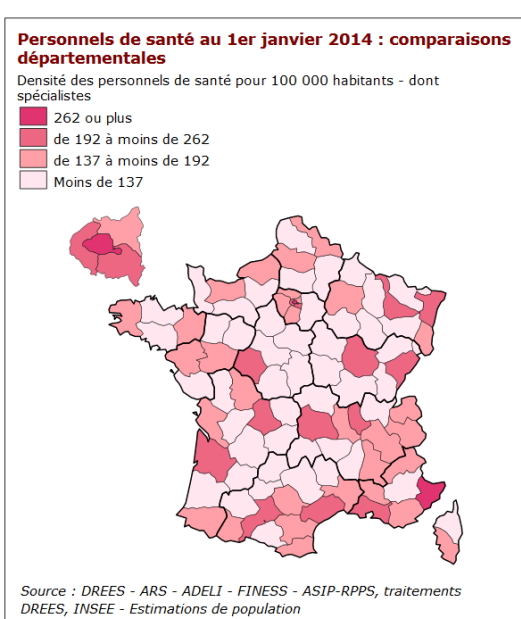 Personnels de santé au 1er janvier 2014 : comparaisons
départementales
Densité des personnels de santé pour 100 000 habitants - dont
spécialistes
262 ou plus
de 192 à moins de 262
de 137 à moins de 192
Moins de 137
Source : DREES - ARS - ADELI - FINESS - ASIP-RPPS, traitements
DREES, INSEE - Estimations de population